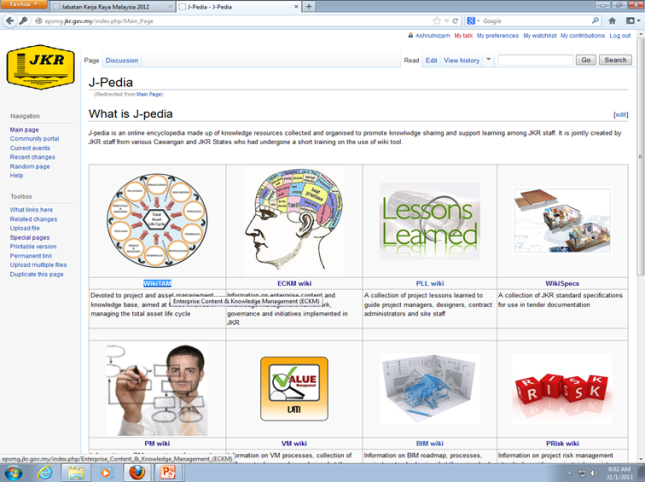 Firefox
Jabatan Kerja Raya Malaysia 2012
J-Pedia - J-Pedia
epsmg.jkr.gov.my/index.php/Main_Page
Google
Ashrulnizam My talk My preferences My watchlist My contributions Log out
JKR
Page Discussion
Read Edit View history
Go Search
J-Pedia
(Redirected from Main Page)
Navigation
Main page
Community portal
Current events
Recent changes
Random page
Help
Toolbox
What links here
Related changes
Upload file
Special pages
Printable version
Permanent link
Upload multiple files
Duplicate this page
What is J-pedia
[edit]
J-pedia is an online encyclopedia made up of knowledge resources collected and organised to promote knowlwdge sharing and support learning among JKR staff. It is jointly created by
JKR staff from various Cawangan and JKR States who had undergone a short training on the use of wiki tool.
Total
Asset
Life Cycle
Lessons
Learned
WikiTAM
ECKM wiki
PLL wiki
WikiSpecs
Devoted to project and asset management
knowledge base, aimed at
managing the total asset life cycle
Enterprise Content & Knowledge Management (ECKM)
Information on enterprise content and
governance and initiatives implemented in
JKR
A collection of project lessons learned to
guide project managers, designers, contract
administrators and site staff
A collection of JKR standard specifications
for use in tender documentation
VALUE
Management
VM
RISK
RISK
PM wiki
VM wiki
BIM wiki
PRisk wiki
Information on VM processes, collection of
Information on BIM roadmap, processes,
Information on project risk management
epsmg.jkr.gov.my/index.php/Enterprise_Content_&_Knowledge_Management_(ECKM)
8:02 AM
31/1/2013